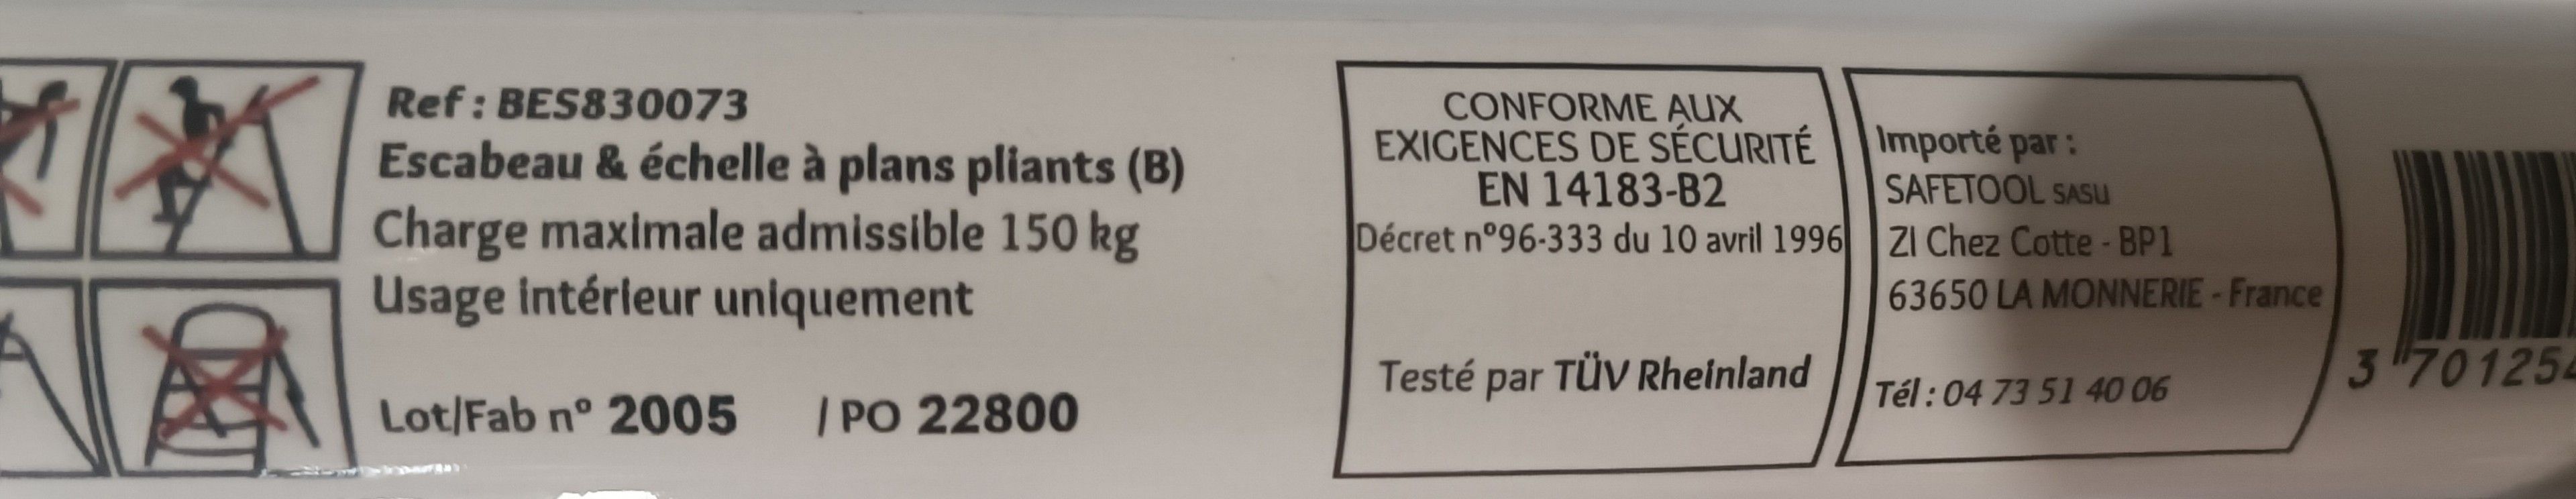 Ref : BES830073
Escabeau & échelle à plans pliants (B)
Charge maximale admissible 150 kg
Usage intérieur uniquement
Lot/Fab n° 2005 / PO 22800
CONFORME AUX
EXIGENCES DE SÉCURITÉ
EN 14183-B2
Décret n°96-333 du 10 avril 1996
Testé par TÜV Rheinland
Importé par :
SAFETOOL SASU
ZI Chez Cotte - BP1
63650 LA MONNERIE - France
Tél : 04 73 51 40 06
3 701254